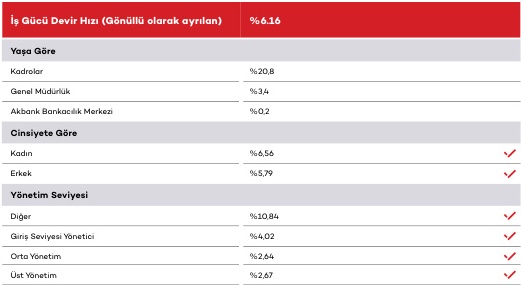 İş Gücü Devir Hızı (Gönüllü olarak ayrılan) %6.16
Yaşa Göre
Kadrolar %20,8
Genel Müdürlük %3,4
Akbank Bankacılık Merkezi %0,2
Cinsiyete Göre
Kadın %6,56
Erkek %5,79
Yönetim Seviyesi
Diğer %10,84
Giriş Seviyesi Yönetici %4,02
Orta Yönetim %2,64
Üst Yönetim %2,67